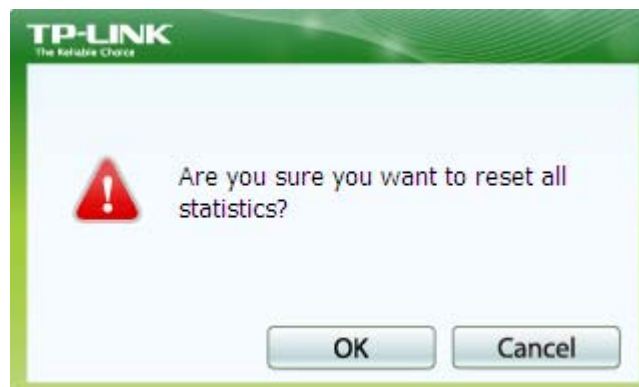 TP-LINK
The Reliable Choice
Are you sure you want to reset all
statistics?
OK
Cancel